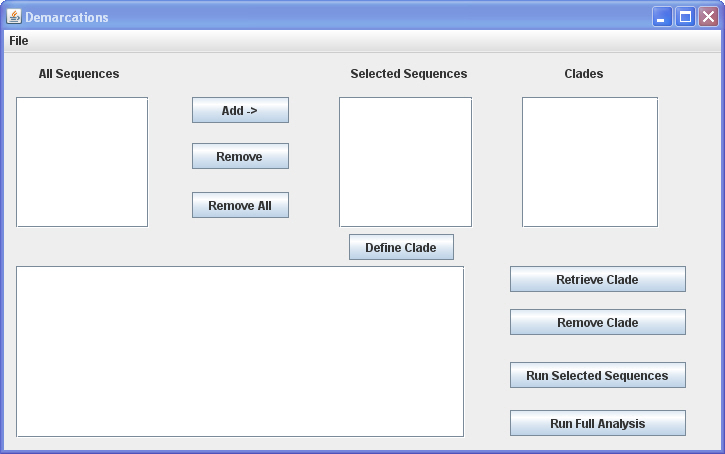 Demarcations
File
All Sequences
Selected Sequences
Clades
Add ->
Remove
Remove All
Define Clade
Retrieve Clade
Remove Clade
Run Selected Sequences
Run Full Analysis